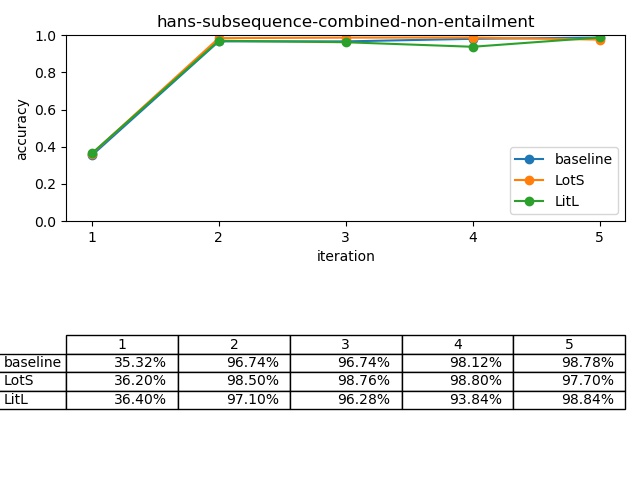 hans-subsequence-combined-non-entailment
1.0
0.8
0.6
0.4
0.2
0.0
accuracy
baseline
LotS
LitL
1 2 3 4 5
iteration
1 2 3 4 5
baseline 35.32% 96.74% 96.74% 98.12% 98.78%
LotS 36.20% 98.50% 98.76% 98.80% 97.70%
LitL 36.40% 97.10% 96.28% 93.84% 98.84%